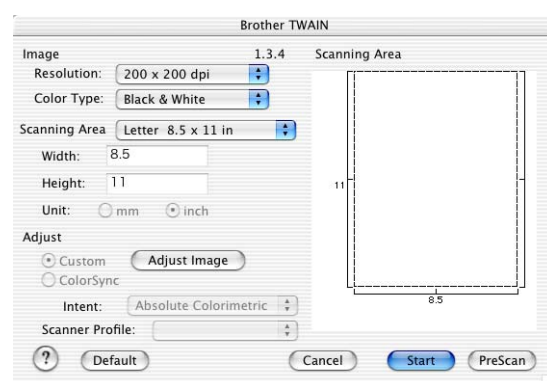 Brother TWAIN
Image 1.3.4
Resolution: 200 x 200 dpi
Color Type: Black & White
Scanning Area Letter 8.5 x 11 in
Width: 8.5
Height: 11
Unit: mm inch
Adjust
Custom Adjust Image
ColorSync
Intent: Absolute Colorimetric
Scanner Profile:
Scanning Area
11
8.5
? Default Cancel Start PreScan